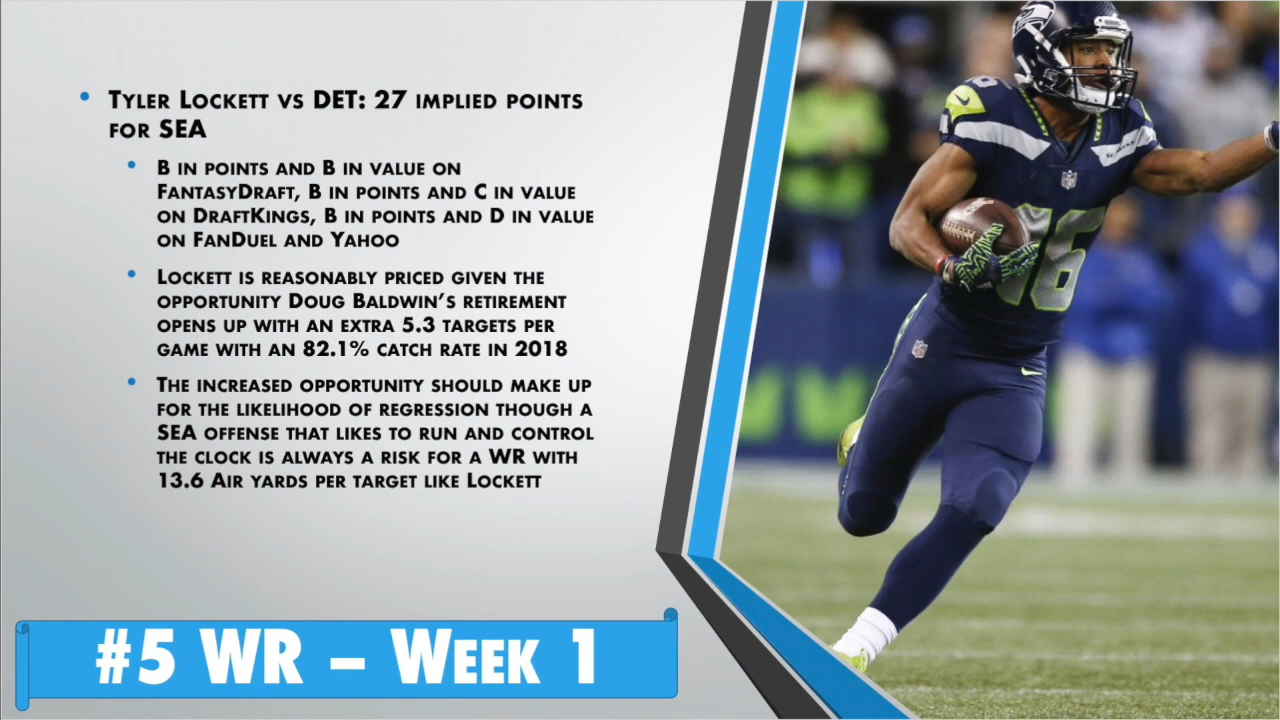 Tyler Lockett vs DET: 27 implied points
for SEA
B in points and B in value on
FantasyDraft, B in points and C in value
on DraftKings, B in points and D in value
on FanDuel and Yahoo
Lockett is reasonably priced given the
opportunity Doug Baldwin's retirement
opens up with an extra 5.3 targets per
game with an 82.1% catch rate in 2018
The increased opportunity should make up
for the likelihood of regression though a
SEA offense that likes to run and control
the clock is always a risk for a WR with
13.6 Air yards per target like Lockett
#5 WR – Week 1
16